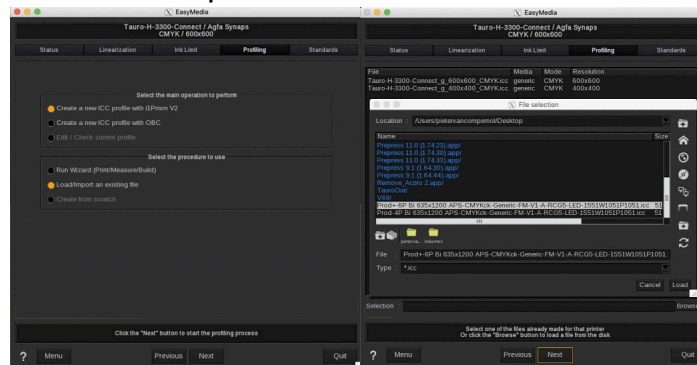 EasyMedia
Tauro-H-3300-Connect / Agfa Synaps
CMYK / 600x600
Status Linearization Ink Limit Profiling Standards
Select the main operation to perform
Create a new ICC profile with i1Prism V2
Create a new ICC profile with OBC
Edit / Check current profile
Select the procedure to use
Run Wizard (Print/Measure/Build)
Load/Import an existing file
Create from scratch
Click the "Next" button to start the profiling process
? Menu Previous Next Quit
EasyMedia
Tauro-H-3300-Connect / Agfa Synaps
CMYK / 600x600
Status Linearization Ink Limit Profiling Standards
File Media Mode Resolution
Tauro-H-3300-Connect_g_600x600_CMYK.icc generic CMYK 600x600
Tauro-H-3300-Connect_g_400x400_CMYK.icc generic CMYK 400x400
File selection
Location : /Users/pietervancompernol/Desktop
Name Size
Prepress 11.0 (1.74.23).app/
Prepress 11.0 (1.74.30).app/
Prepress 11.0 (1.74.33).app/
Prepress 9.1 (1.64.30).app/
Prepress 9.1 (1.64.44).app/
Remove_Arziro 2.app/
TauroOut/
Prod+-6P Bi 635x1200 APS-CMYKck-Generic-FM-V1-A-RCG5-LED-1551W1051P1051.icc 51
Prod-4P Bi 635x1200 APS-CMYKck-Generic-FM-V1-A-RCG5-LED-1551W1051P1051.icc 51
Volumes
File : Prod+-6P Bi 635x1200 APS-CMYKck-Generic-FM-V1-A-RCG5-LED-1551W1051P1051.
Type : *.icc
Cancel Load
Selection : Browse
Select one of the files already made for that printer
Or click the "Browse" button to load a file from the disk
? Menu Previous Next Quit